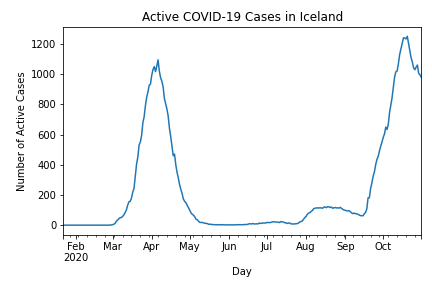 Active COVID-19 Cases in Iceland
Number of Active Cases
1200
1000
800
600
400
200
0
Feb Mar Apr May Jun Jul Aug Sep Oct
2020
Day